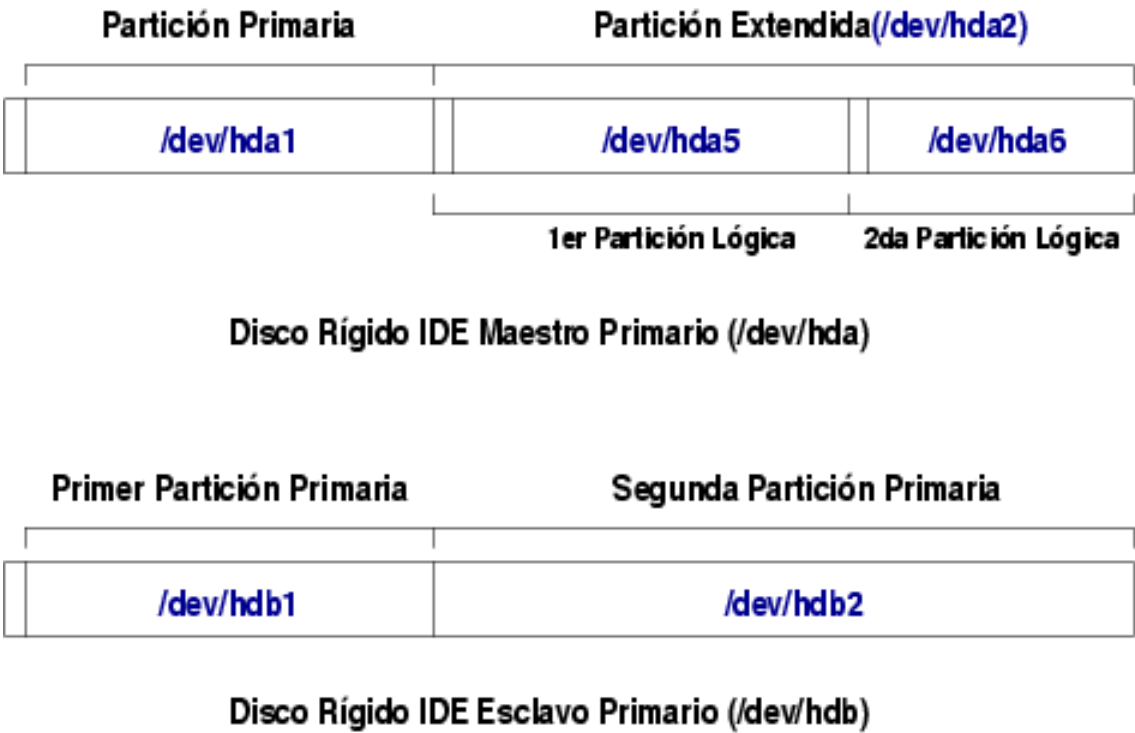 Partición Primaria Partición Extendida(/dev/hda2)
/dev/hda1 /dev/hda5 /dev/hda6
1er Partición Lógica 2da Partición Lógica
Disco Rígido IDE Maestro Primario (/dev/hda)
Primer Partición Primaria Segunda Partición Primaria
/dev/hdb1 /dev/hdb2
Disco Rígido IDE Esclavo Primario (/dev/hdb)